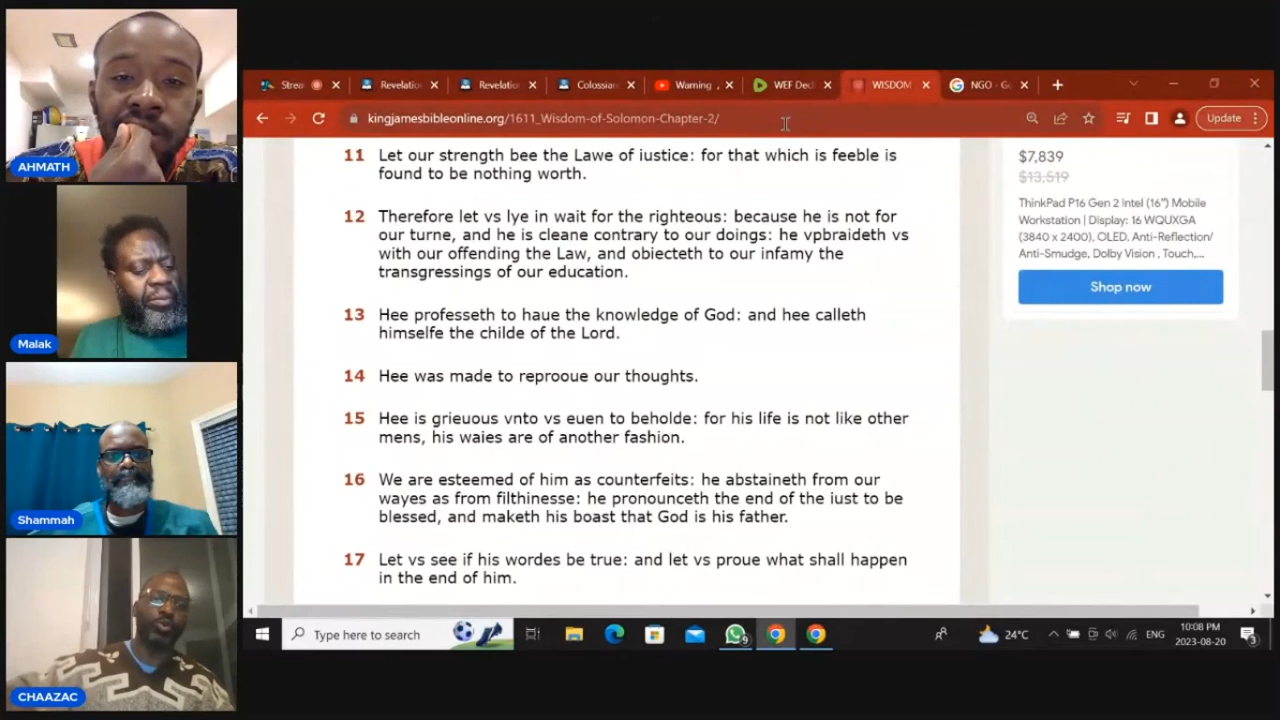 AHMATH
Malak
Shammah
CHAAZAC
Strea
Revelatio
Revelatio
Colossian
Warning
WEF Dec
WISDOM
NGO - G
kingjamesbibleonline.org/1611_Wisdom-of-Solomon-Chapter-2/
Update
11 Let our strength bee the Lawe of iustice: for that which is feeble is
found to be nothing worth.
12 Therefore let vs lye in wait for the righteous: because he is not for
our turne, and he is cleane contrary to our doings: he vpbraideth vs
with our offending the Law, and obiecteth to our infamy the
transgressings of our education.
13 Hee professeth to haue the knowledge of God: and hee calleth
himselfe the childe of the Lord.
14 Hee was made to reprooue our thoughts.
15 Hee is grieuous vnto vs euen to beholde: for his life is not like other
mens, his waies are of another fashion.
16 We are esteemed of him as counterfeits: he abstaineth from our
wayes as from filthinesse: he pronounceth the end of the iust to be
blessed, and maketh his boast that God is his father.
17 Let vs see if his wordes be true: and let vs proue what shall happen
in the end of him.
$7,839
$13,519
ThinkPad P16 Gen 2 Intel (16") Mobile
Workstation | Display: 16 WQUXGA
(3840 x 2400), OLED, Anti-Reflection/
Anti-Smudge, Dolby Vision , Touch,...
Shop now
Type here to search
9
24°C
ENG
10:08 PM
2023-08-20
3